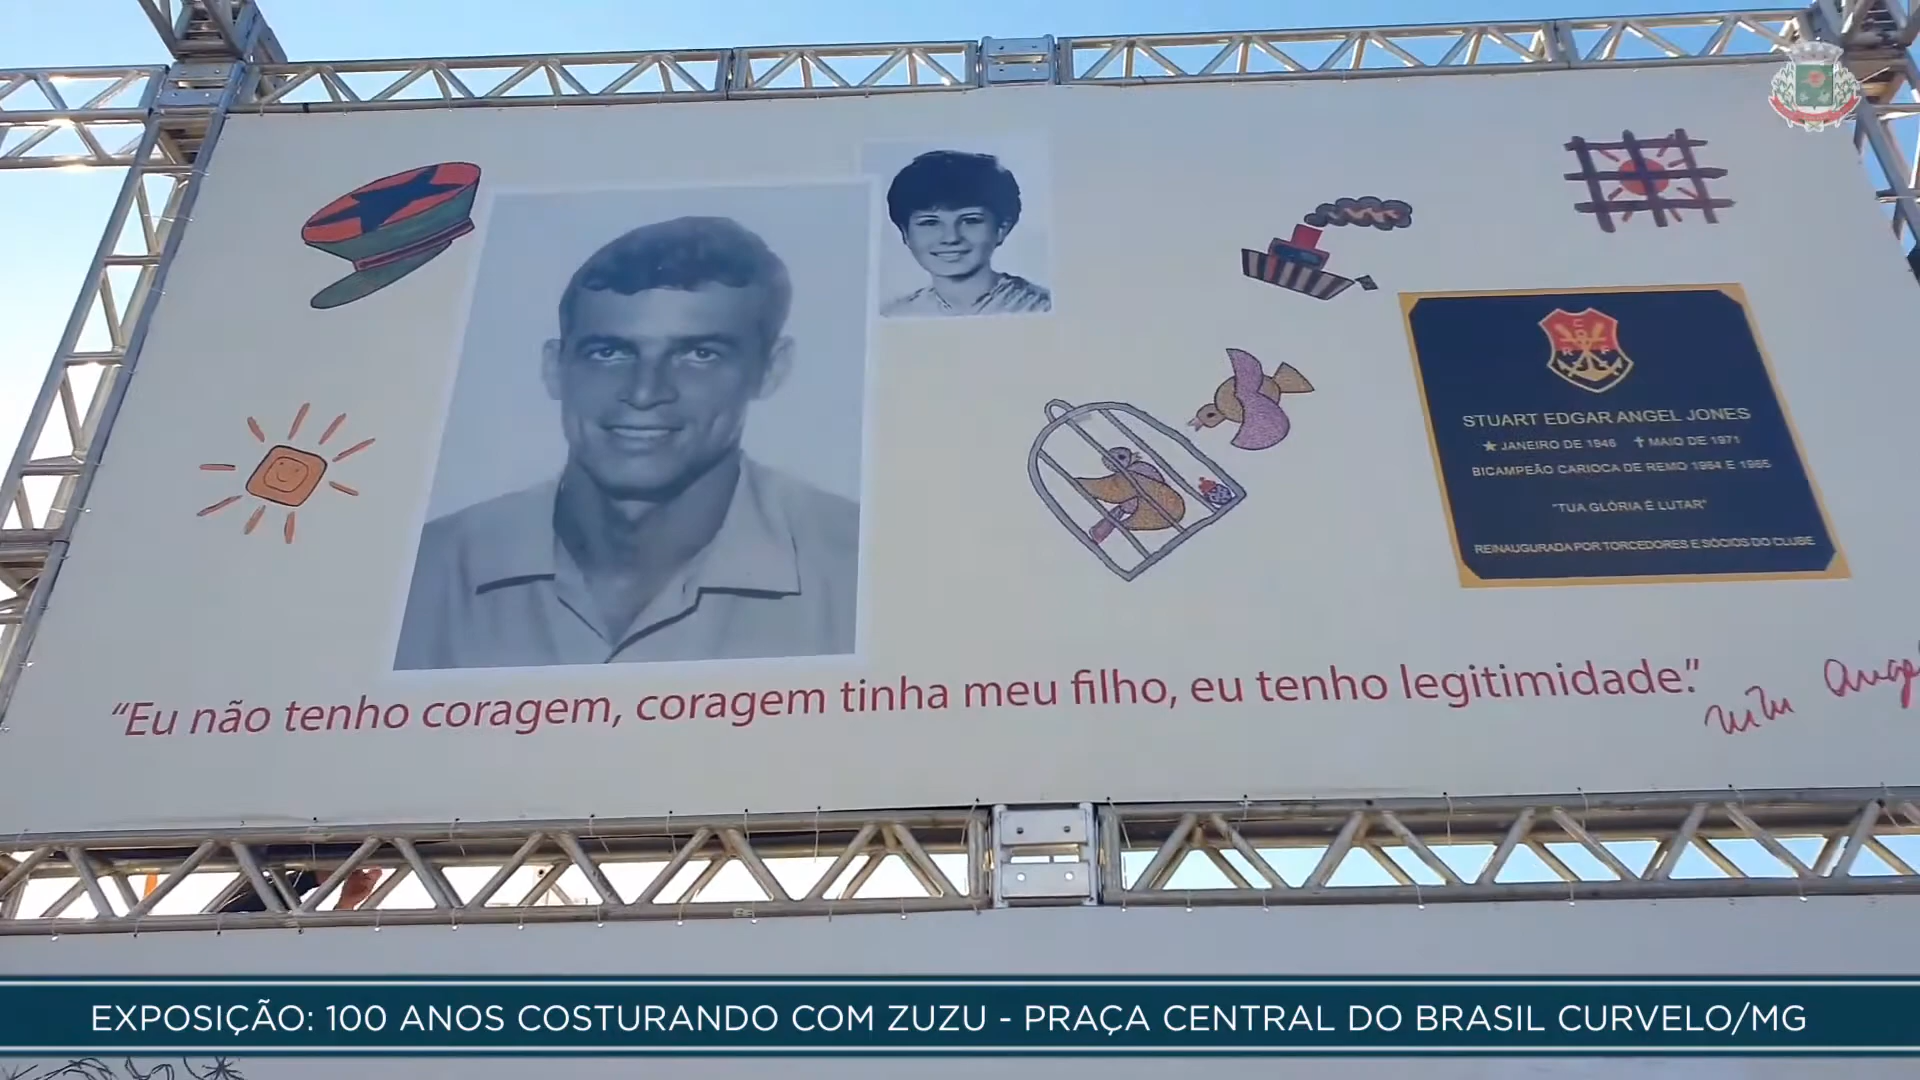 C R F
STUART EDGAR ANGEL JONES
★ JANEIRO DE 1946 ✝ MAIO DE 1971
BICAMPEÃO CARIOCA DE REMO 1964 E 1965
"TUA GLÓRIA É LUTAR"
REINAUGURADA POR TORCEDORES E SÓCIOS DO CLUBE
“Eu não tenho coragem, coragem tinha meu filho, eu tenho legitimidade.”
Zuzu Angel
EXPOSIÇÃO: 100 ANOS COSTURANDO COM ZUZU - PRAÇA CENTRAL DO BRASIL CURVELO/MG